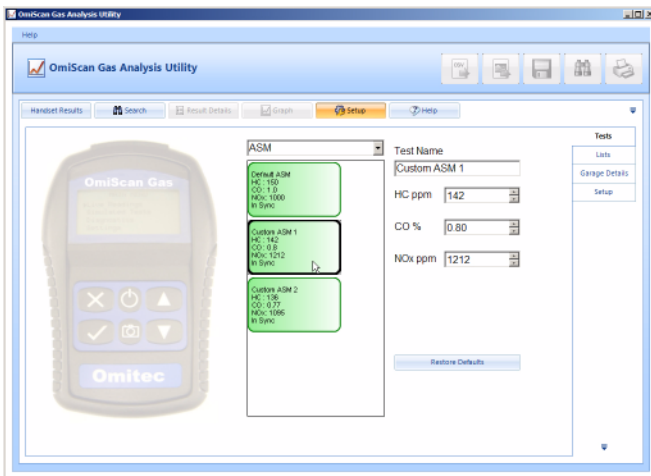 OmiScan Gas Analysis Utility
Help
OmiScan Gas Analysis Utility
Handset Results
Search
Result Details
Graph
Setup
Help
Tests
Lists
Garage Details
Setup
OmiScan Gas
Omitec
ASM
Default ASM
HC : 150
CO : 1.0
NOx: 1000
In Sync
Custom ASM 1
HC : 142
CO : 0.8
NOx: 1212
In Sync
Custom ASM 2
HC : 136
CO : 0.77
NOx: 1095
In Sync
Test Name
Custom ASM 1
HC ppm 142
CO % 0.80
NOx ppm 1212
Restore Defaults